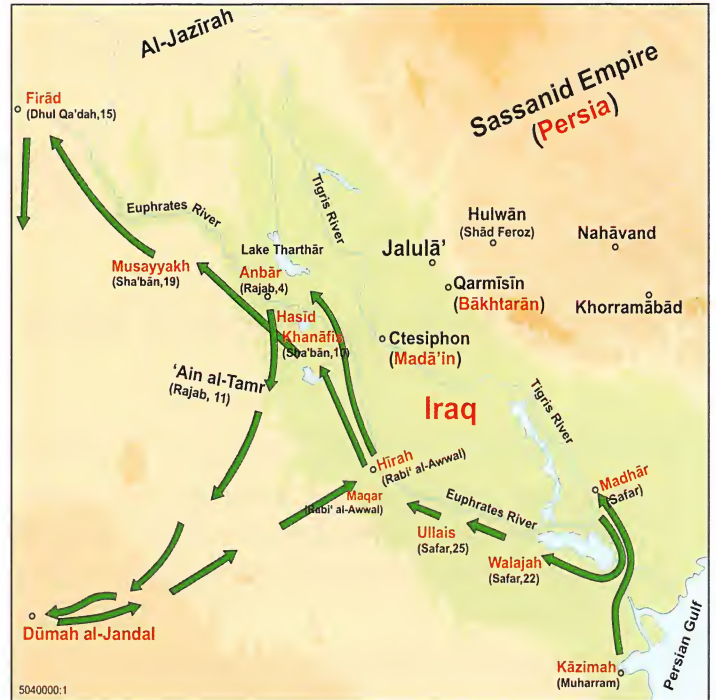 Al-Jazīrah
Sassanid Empire
(Persia)
Firād
(Dhul Qa'dah,15)
Euphrates River
Tigris River
Lake Tharthār
Hulwān
(Shād Feroz)
Nahāvand
Jalulā'
Musayyakh
(Sha'bān,19)
Anbār
(Rajab,4)
Qarmīsīn
(Bākhtarān)
Khorramābād
Hasīd
Khanāfis
(Sha'bān,10)
Ctesiphon
(Madā'in)
'Ain al-Tamr
(Rajab, 11)
Iraq
Tigris River
Hīrah
(Rabi' al-Awwal)
Maqar
(Rabi' al-Awwal)
Madhār
(Safar)
Euphrates River
Ullais
(Safar,25)
Walajah
(Safar,22)
Dūmah al-Jandal
Kāzimah
(Muharram)
Persian Gulf
5040000:1